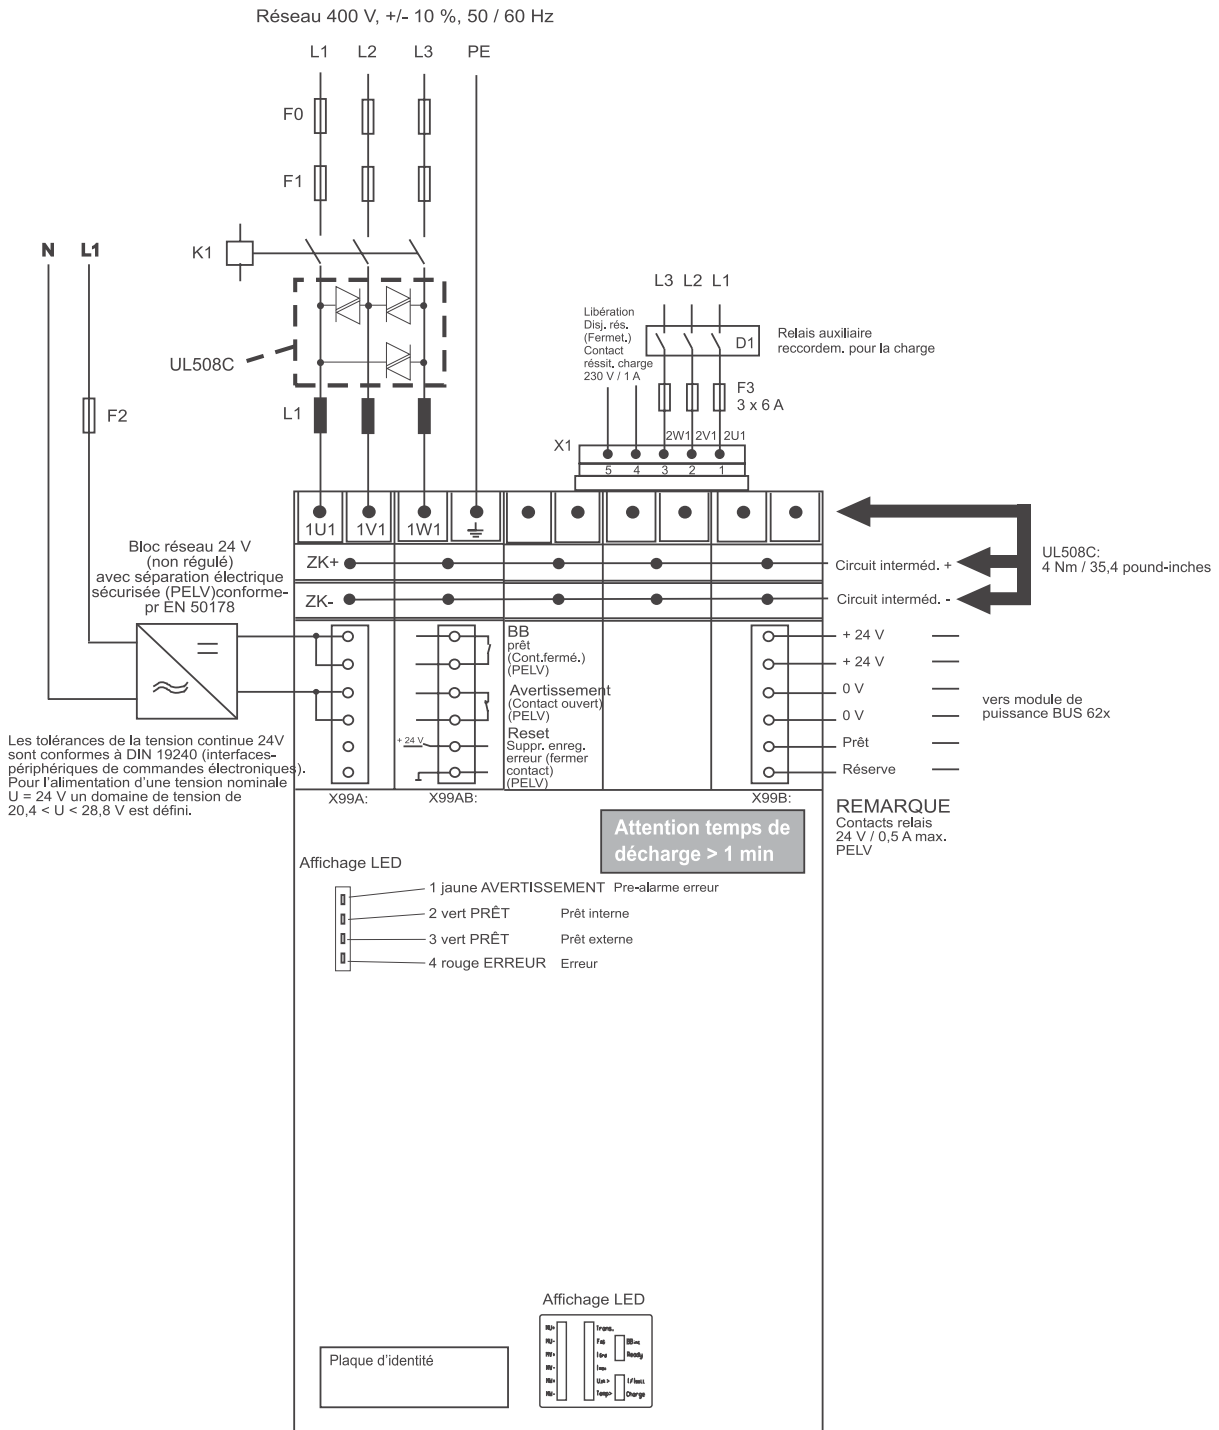 Réseau 400 V, +/- 10 %, 50 / 60 Hz
L1 L2 L3 PE
F0
F1
K1
N L1
UL508C
L1
F2
L3 L2 L1
Libération
Disj. rés.
(Fermet.)
Contact
réssit. charge
230 V / 1 A
D1
Relais auxiliaire
reccordem. pour la charge
F3
3 x 6 A
2W1 2V1 2U1
X1
5 4 3 2 1
1U1 1V1 1W1
ZK+
ZK-
Circuit interméd. +
Circuit interméd. -
UL508C:
4 Nm / 35,4 pound-inches
Bloc réseau 24 V
(non régulé)
avec séparation électrique
sécurisée (PELV)conforme-
pr EN 50178
Les tolérances de la tension continue 24V
sont conformes à DIN 19240 (interfaces-
périphériques de commandes électroniques).
Pour l'alimentation d'une tension nominale
U = 24 V un domaine de tension de
20,4 < U < 28,8 V est défini.
BB
prêt
(Cont.fermé.)
(PELV)
Avertissement
(Contact ouvert)
(PELV)
+ 24 V
Reset
Suppr. enreg.
erreur (fermer
contact)
(PELV)
+ 24 V
+ 24 V
0 V
0 V
Prêt
Réserve
vers module de
puissance BUS 62x
X99A: X99AB: X99B:
REMARQUE
Contacts relais
24 V / 0,5 A max.
PELV
Attention temps de
décharge > 1 min
Affichage LED
1 jaune AVERTISSEMENT Pre-alarme erreur
2 vert PRÊT Prêt interne
3 vert PRÊT Prêt externe
4 rouge ERREUR Erreur
Affichage LED
Plaque d'identité
Trans.
Ready
Temp>
Charge